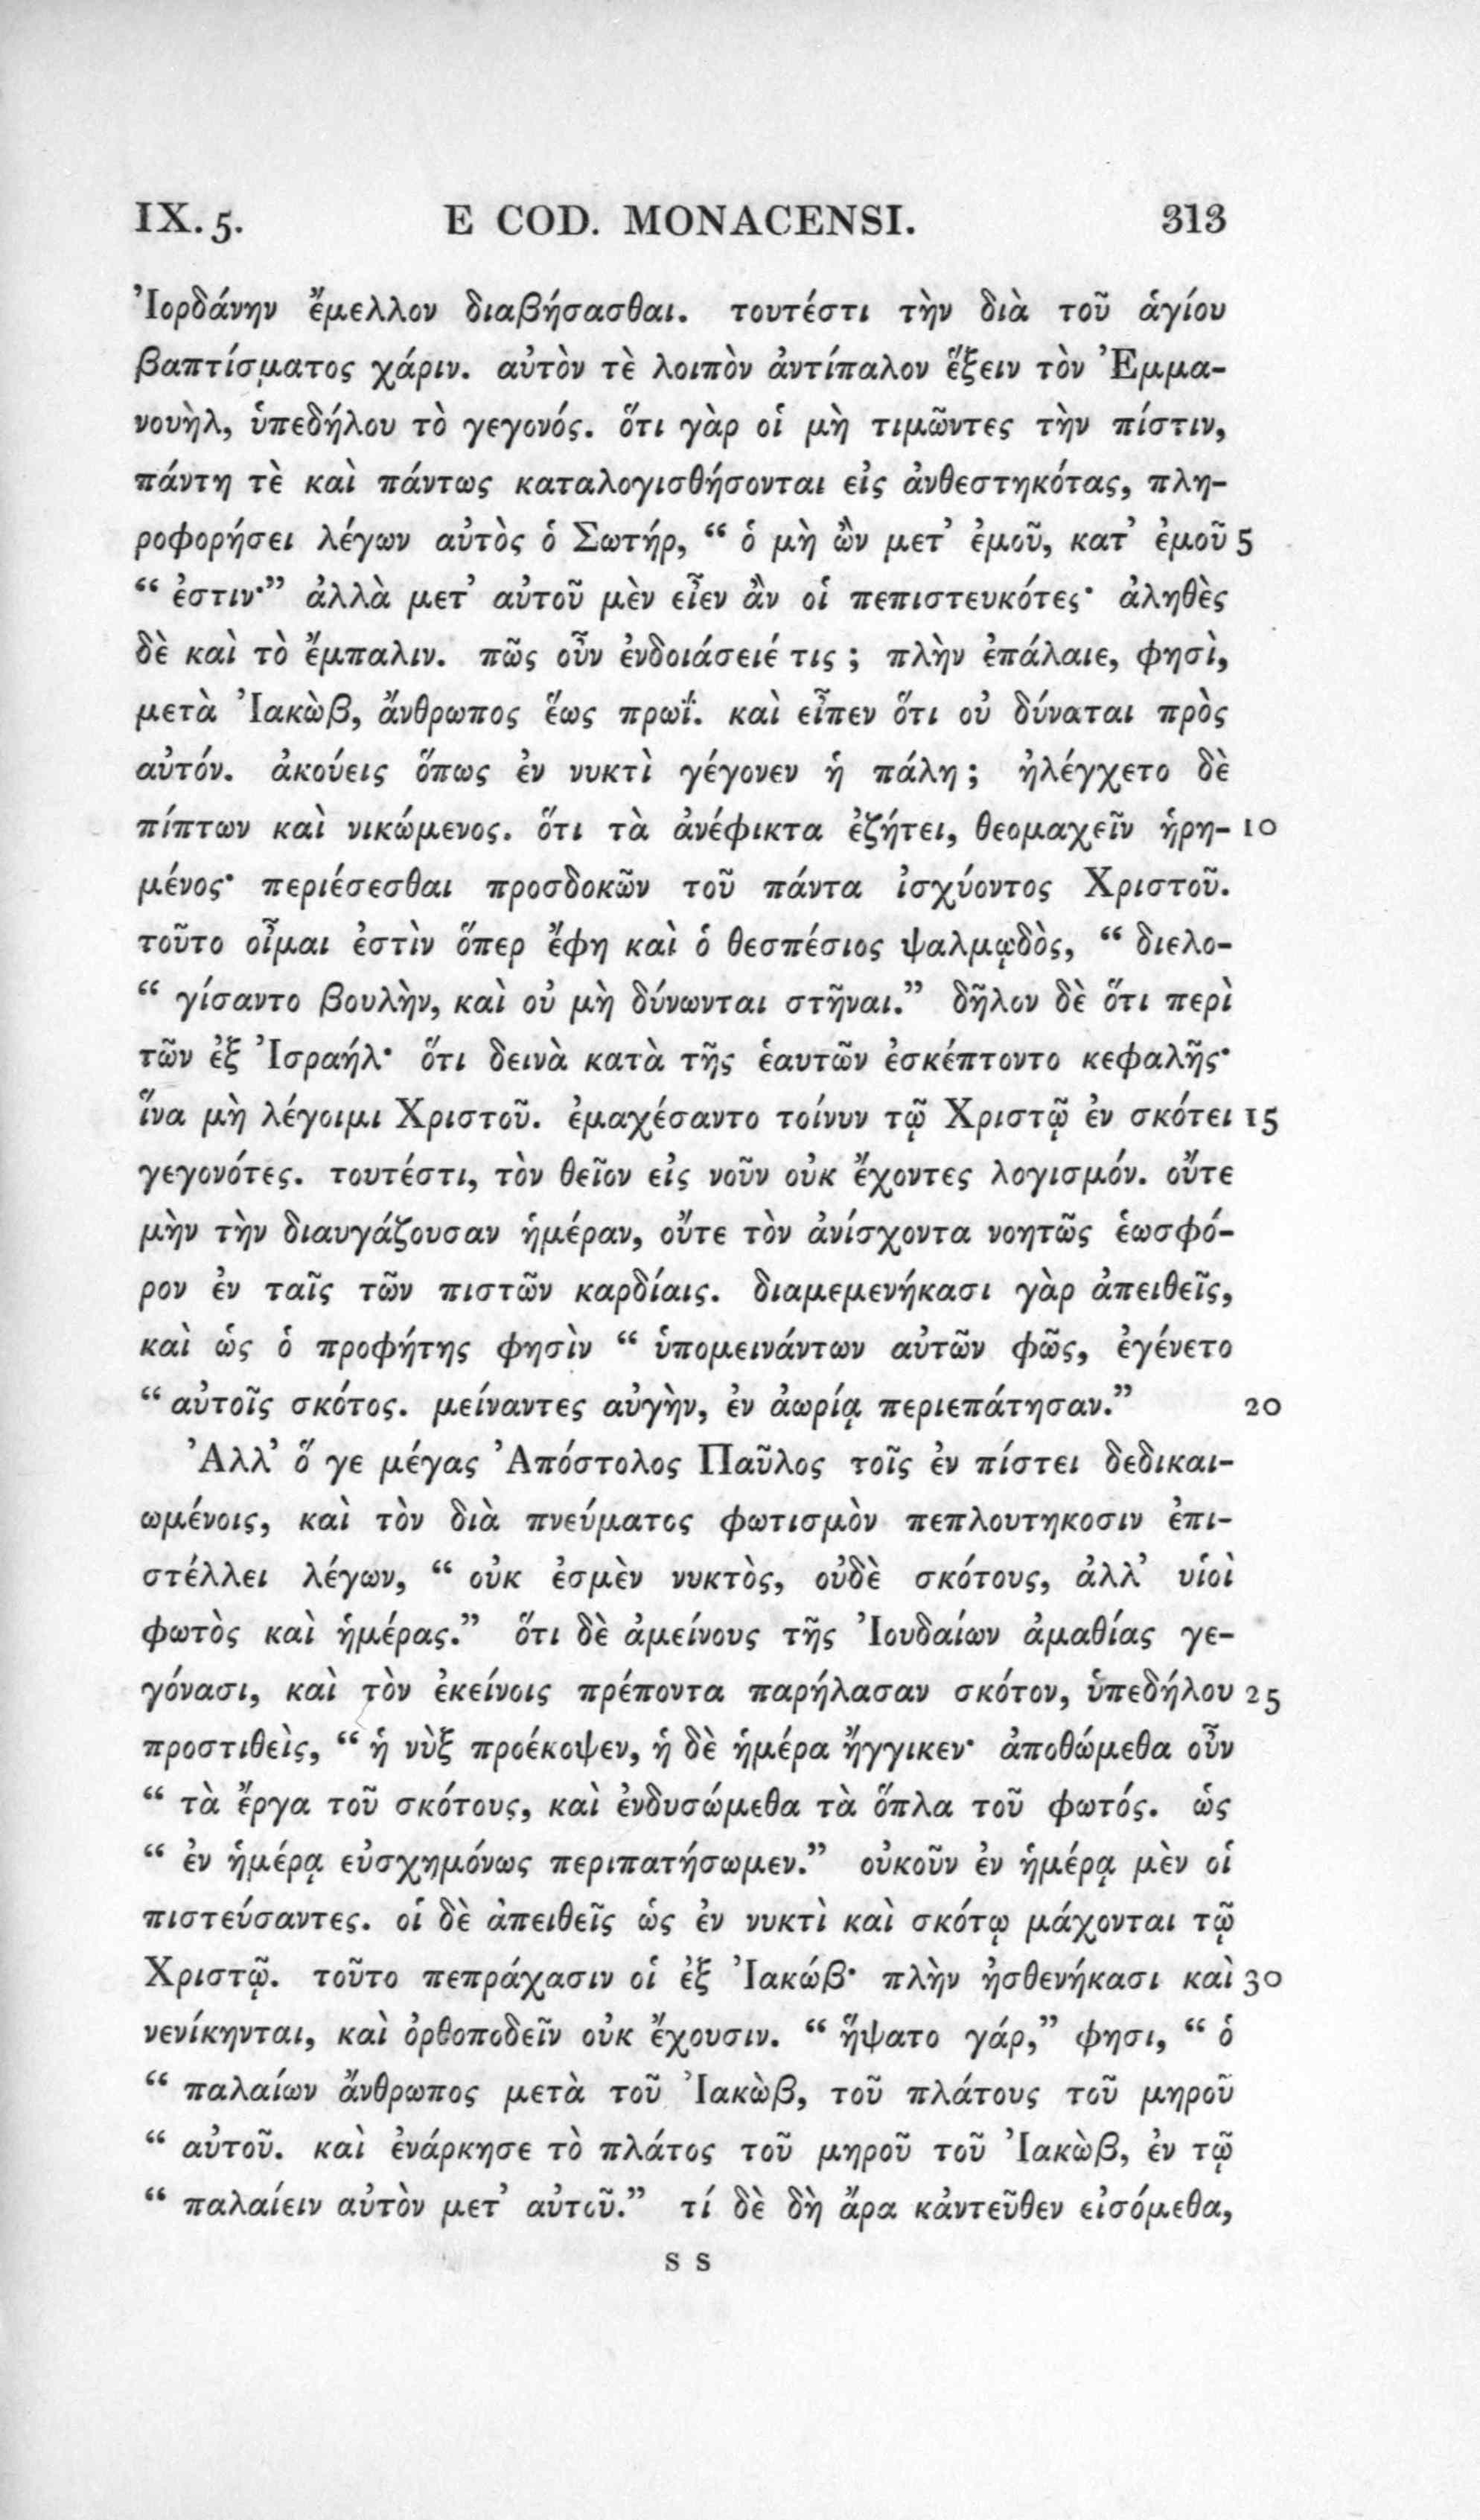 IX. 5. E COD. MONACENSI. 313
Ἰορδάνην ἔμελλον διαβήσασθαι. τουτέστι τὴν διὰ τοῦ ἁγίου
βαπτίσματος χάριν. αὐτὸν τὲ λοιπὸν ἀντίπαλον ἕξειν τὸν Ἐμμα-
νουὴλ, ὑπεδήλου τὸ γεγονός. ὅτι γὰρ οἱ μὴ τιμῶντες τὴν πίστιν,
πάντη τὲ καὶ πάντως καταλογισθήσονται εἰς ἀνθεστηκότας, πλη-
ροφορήσει λέγων αὐτὸς ὁ Σωτήρ, “ ὁ μὴ ὢν μετ’ ἐμοῦ, κατ’ ἐμοῦ 5
“ ἐστιν·” ἀλλὰ μετ’ αὐτοῦ μὲν εἶεν ἂν οἱ πεπιστευκότες· ἀληθὲς
δὲ καὶ τὸ ἔμπαλιν. πῶς οὖν ἐνδοιάσειέ τις ; πλὴν ἐπάλαιε, φησὶ,
μετὰ Ἰακὼβ, ἄνθρωπος ἕως πρωΐ. καὶ εἶπεν ὅτι οὐ δύναται πρὸς
αὐτόν. ἀκούεις ὅπως ἐν νυκτὶ γέγονεν ἡ πάλη ; ἠλέγχετο δὲ
πίπτων καὶ νικώμενος. ὅτι τὰ ἀνέφικτα ἐζήτει, θεομαχεῖν ᾑρη- 10
μένος· περιέσεσθαι προσδοκῶν τοῦ πάντα ἰσχύοντος Χριστοῦ.
τοῦτο οἶμαι ἐστὶν ὅπερ ἔφη καὶ ὁ θεσπέσιος ψαλμῳδὸς, “ διελο-
“ γίσαντο βουλὴν, καὶ οὐ μὴ δύνωνται στῆναι.” δῆλον δὲ ὅτι περὶ
τῶν ἐξ Ἰσραήλ· ὅτι δεινὰ κατὰ τῆς ἑαυτῶν ἐσκέπτοντο κεφαλῆς·
ἵνα μὴ λέγοιμι Χριστοῦ. ἐμαχέσαντο τοίνυν τῷ Χριστῷ ἐν σκότει 15
γεγονότες. τουτέστι, τὸν θεῖον εἰς νοῦν οὐκ ἔχοντες λογισμόν. οὔτε
μὴν τὴν διαυγάζουσαν ἡμέραν, οὔτε τὸν ἀνίσχοντα νοητῶς ἑωσφό-
ρον ἐν ταῖς τῶν πιστῶν καρδίαις. διαμεμενήκασι γὰρ ἀπειθεῖς,
καὶ ὡς ὁ προφήτης φησὶν “ ὑπομεινάντων αὐτῶν φῶς, ἐγένετο
“ αὐτοῖς σκότος. μείναντες αὐγὴν, ἐν ἀωρίᾳ περιεπάτησαν.” 20
Ἀλλ’ ὅ γε μέγας Ἀπόστολος Παῦλος τοῖς ἐν πίστει δεδικαι-
ωμένοις, καὶ τὸν διὰ πνεύματος φωτισμὸν πεπλουτηκοσιν ἐπι-
στέλλει λέγων, “ οὐκ ἐσμὲν νυκτὸς, οὐδὲ σκότους, ἀλλ’ υἱοὶ
φωτὸς καὶ ἡμέρας.” ὅτι δὲ ἀμείνους τῆς Ἰουδαίων ἀμαθίας γε-
γόνασι, καὶ τὸν ἐκείνοις πρέποντα παρήλασαν σκότον, ὑπεδήλου 25
προστιθεὶς, “ ἡ νὺξ προέκοψεν, ἡ δὲ ἡμέρα ἤγγικεν· ἀποθώμεθα οὖν
“ τὰ ἔργα τοῦ σκότους, καὶ ἐνδυσώμεθα τὰ ὅπλα τοῦ φωτός. ὡς
“ ἐν ἡμέρᾳ εὐσχημόνως περιπατήσωμεν.” οὐκοῦν ἐν ἡμέρᾳ μὲν οἱ
πιστεύσαντες. οἱ δὲ ἀπειθεῖς ὡς ἐν νυκτὶ καὶ σκότῳ μάχονται τῷ
Χριστῷ. τοῦτο πεπράχασιν οἱ ἐξ Ἰακώβ· πλὴν ἠσθενήκασι καὶ 30
νενίκηνται, καὶ ὀρθοποδεῖν οὐκ ἔχουσιν. “ ἥψατο γάρ,” φησι, “ ὁ
“ παλαίων ἄνθρωπος μετὰ τοῦ Ἰακὼβ, τοῦ πλάτους τοῦ μηροῦ
“ αὐτοῦ. καὶ ἐνάρκησε τὸ πλάτος τοῦ μηροῦ τοῦ Ἰακὼβ, ἐν τῷ
“ παλαίειν αὐτὸν μετ’ αὐτοῦ.” τί δὲ δὴ ἄρα κἀντεῦθεν εἰσόμεθα,
S S